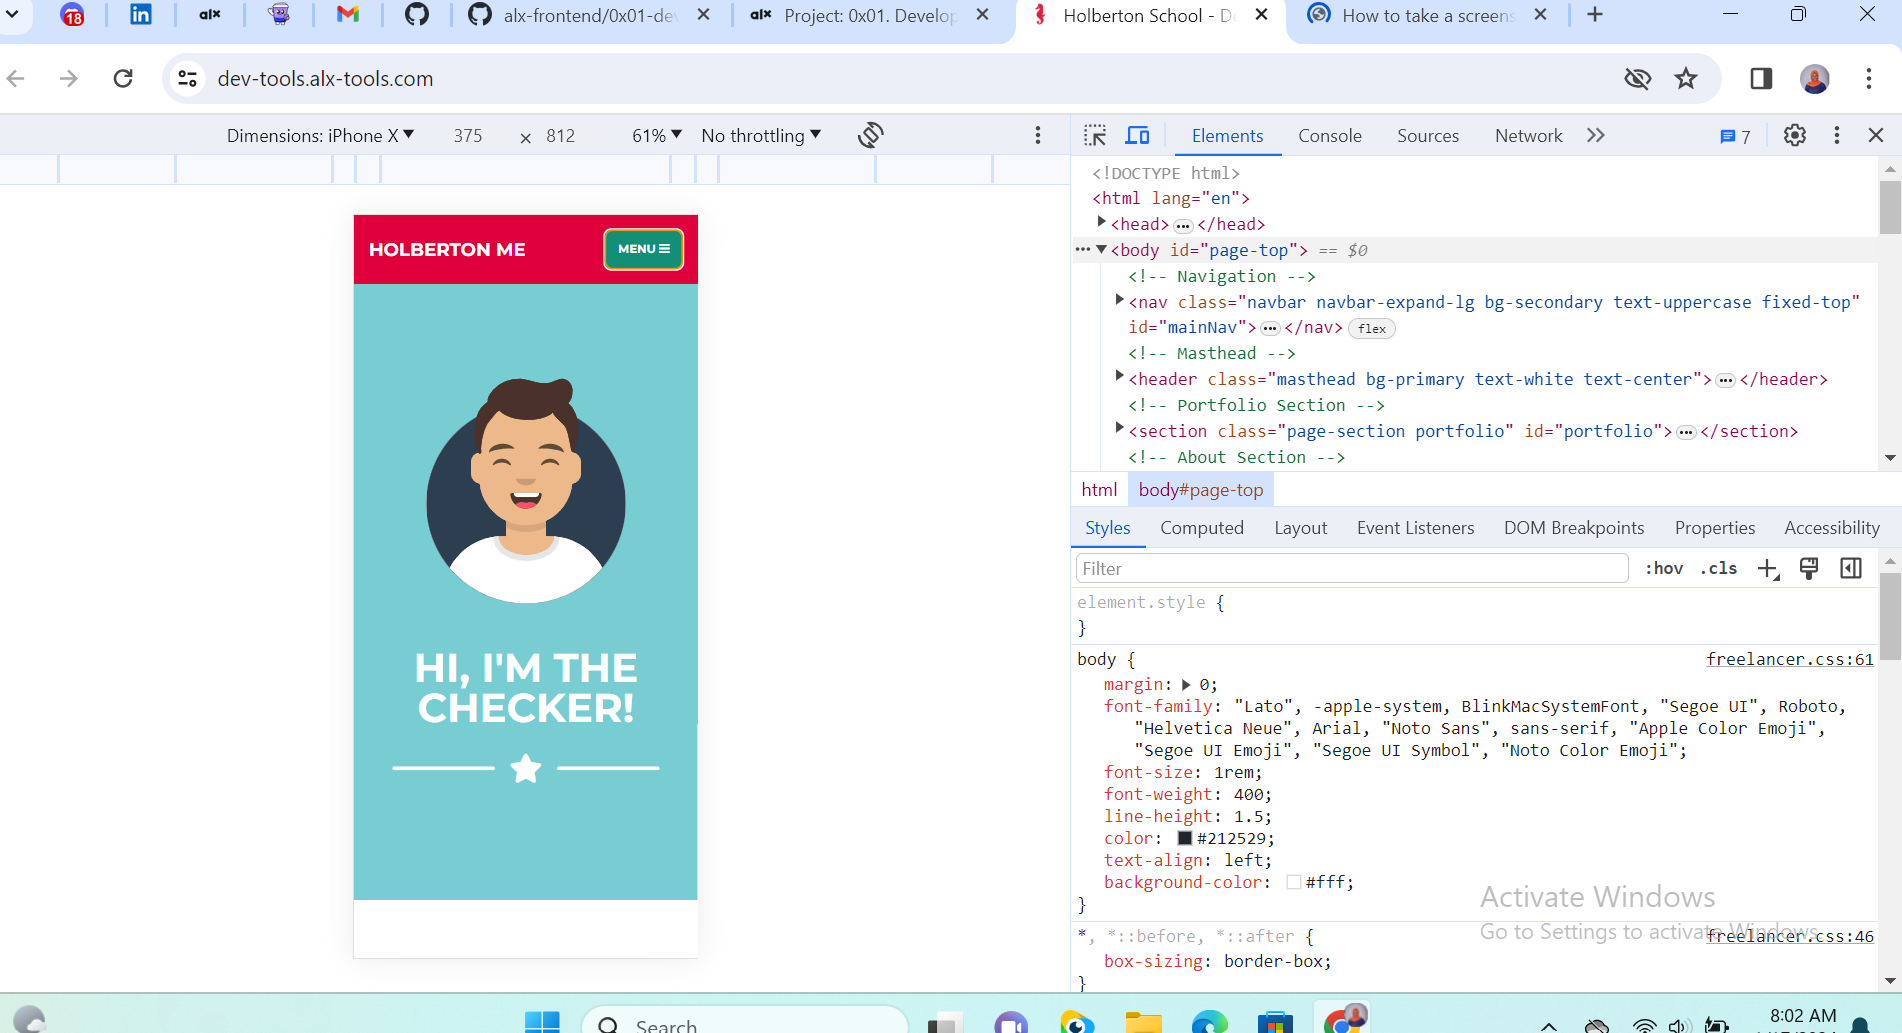 18
in
alx
alx-frontend/0x01-de
alx Project: 0x01. Develop
Holberton School - D
How to take a screens
dev-tools.alx-tools.com
Dimensions: iPhone X 375 × 812 61% No throttling
Elements Console Sources Network 7
<!DOCTYPE html>
<html lang="en">
<head>…</head>
… <body id="page-top"> == $0
<!-- Navigation -->
<nav class="navbar navbar-expand-lg bg-secondary text-uppercase fixed-top"
id="mainNav">…</nav> flex
<!-- Masthead -->
<header class="masthead bg-primary text-white text-center">…</header>
<!-- Portfolio Section -->
<section class="page-section portfolio" id="portfolio">…</section>
<!-- About Section -->
html body#page-top
Styles Computed Layout Event Listeners DOM Breakpoints Properties Accessibility
Filter :hov .cls
element.style {
}
body { freelancer.css:61
margin: 0;
font-family: "Lato", -apple-system, BlinkMacSystemFont, "Segoe UI", Roboto,
"Helvetica Neue", Arial, "Noto Sans", sans-serif, "Apple Color Emoji",
"Segoe UI Emoji", "Segoe UI Symbol", "Noto Color Emoji";
font-size: 1rem;
font-weight: 400;
line-height: 1.5;
color: #212529;
text-align: left;
background-color: #fff;
}
*, *::before, *::after { freelancer.css:46
box-sizing: border-box;
}
HOLBERTON ME
MENU
HI, I'M THE
CHECKER!
Activate Windows
Go to Settings to activate Windows.
Search
8:02 AM